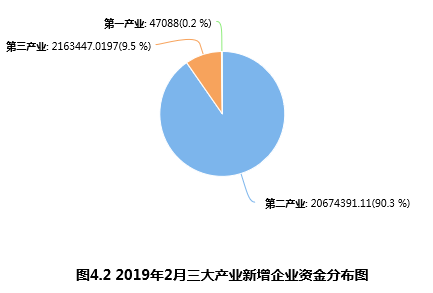 第一产业: 47088(0.2 %)
第三产业: 2163447.0197(9.5 %)
第二产业: 20674391.11(90.3 %)
图4.2 2019年2月三大产业新增企业资金分布图